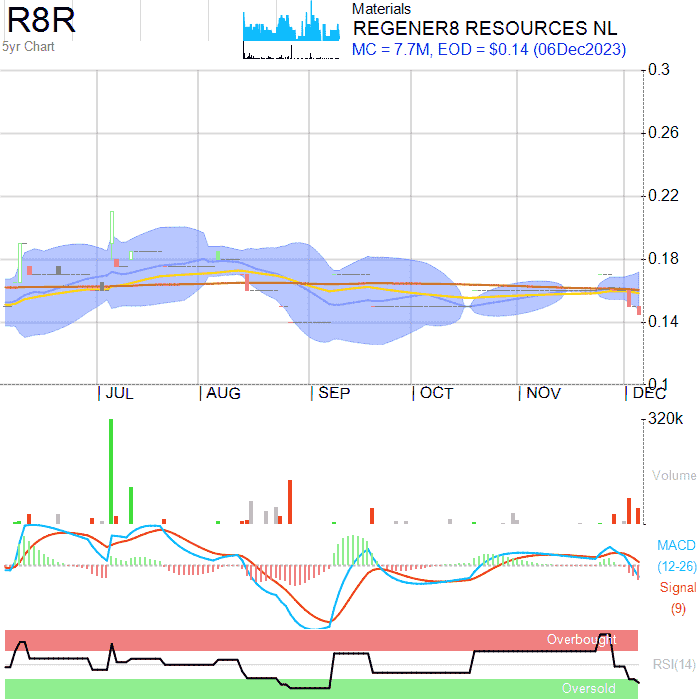 R8R
5yr Chart
Materials
REGENER8 RESOURCES NL
MC = 7.7M, EOD = $0.14 (06Dec2023)
0.3
0.26
0.22
0.18
0.14
0.1
JUL AUG SEP OCT NOV DEC
320k
Volume
MACD
(12-26)
Signal
(9)
Overbought
RSI(14)
Oversold